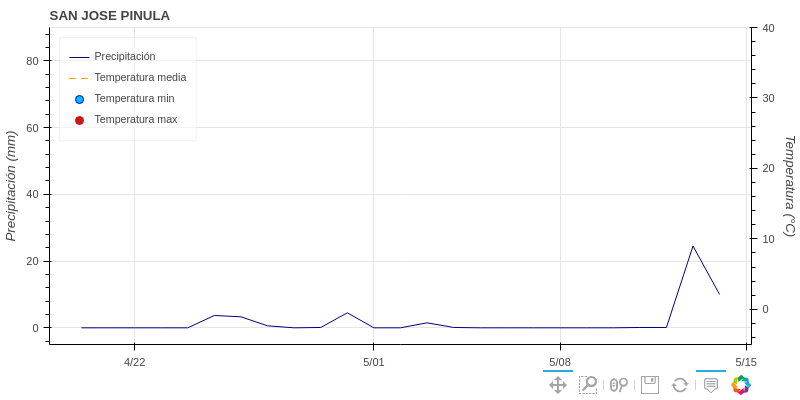 SAN JOSE PINULA
Precipitación
Temperatura media
Temperatura min
Temperatura max
Precipitación (mm)
80
60
40
20
0
Temperatura (°C)
40
30
20
10
0
4/22
5/01
5/08
5/15